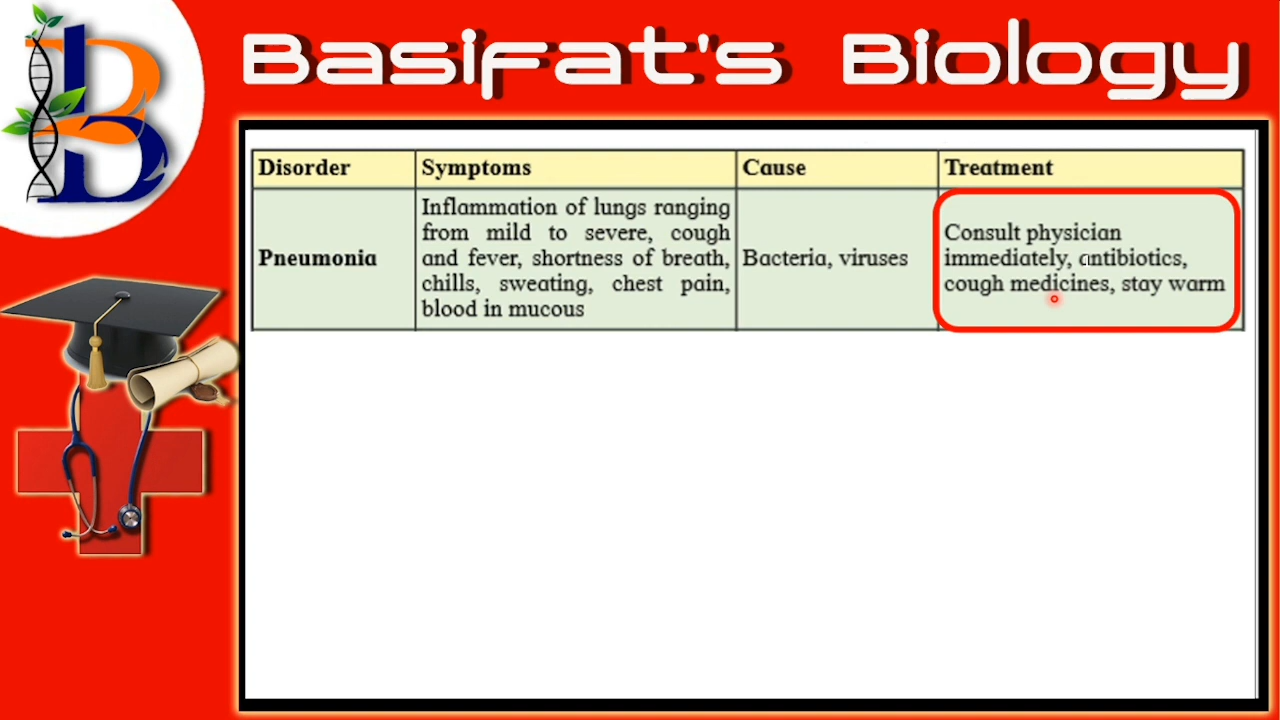 Basifat's Biology
Disorder
Symptoms
Cause
Treatment
Pneumonia
Inflammation of lungs ranging
from mild to severe, cough
and fever, shortness of breath,
chills, sweating, chest pain,
blood in mucous
Bacteria, viruses
Consult physician
immediately, antibiotics,
cough medicines, stay warm